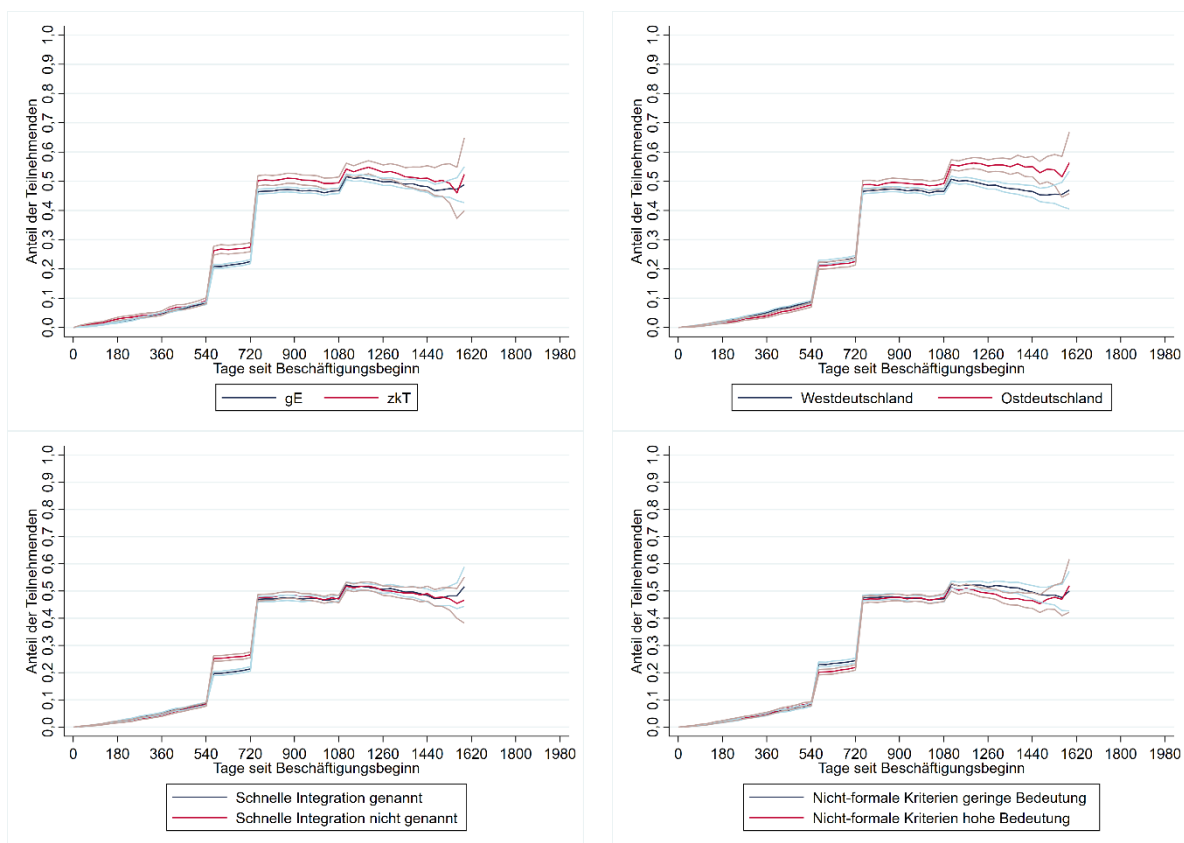 Anteil der Teilnehmenden
1,0
0,9
0,8
0,7
0,6
0,5
0,4
0,3
0,2
0,1
0,0
0 180 360 540 720 900 1080 1260 1440 1620 1800 1980
Tage seit Beschäftigungsbeginn
gE zkT
Anteil der Teilnehmenden
1,0
0,9
0,8
0,7
0,6
0,5
0,4
0,3
0,2
0,1
0,0
0 180 360 540 720 900 1080 1260 1440 1620 1800 1980
Tage seit Beschäftigungsbeginn
Westdeutschland Ostdeutschland
Anteil der Teilnehmenden
1,0
0,9
0,8
0,7
0,6
0,5
0,4
0,3
0,2
0,1
0,0
0 180 360 540 720 900 1080 1260 1440 1620 1800 1980
Tage seit Beschäftigungsbeginn
Schnelle Integration genannt
Schnelle Integration nicht genannt
Anteil der Teilnehmenden
1,0
0,9
0,8
0,7
0,6
0,5
0,4
0,3
0,2
0,1
0,0
0 180 360 540 720 900 1080 1260 1440 1620 1800 1980
Tage seit Beschäftigungsbeginn
Nicht-formale Kriterien geringe Bedeutung
Nicht-formale Kriterien hohe Bedeutung